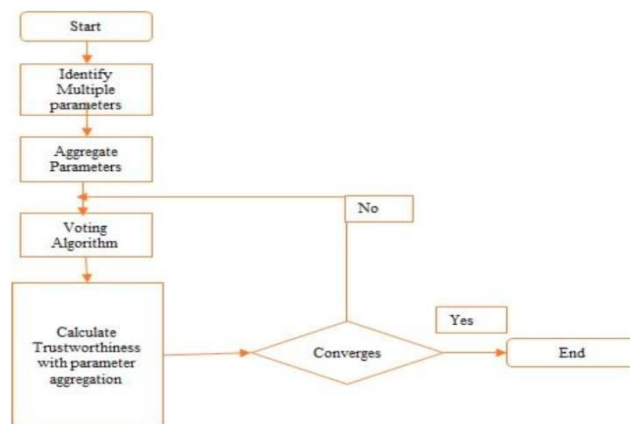 Start
Identify
Multiple
parameters
Aggregate
Parameters
No
Voting
Algorithm
Calculate
Trustworthiness
with parameter
aggregation
Converges
Yes
End